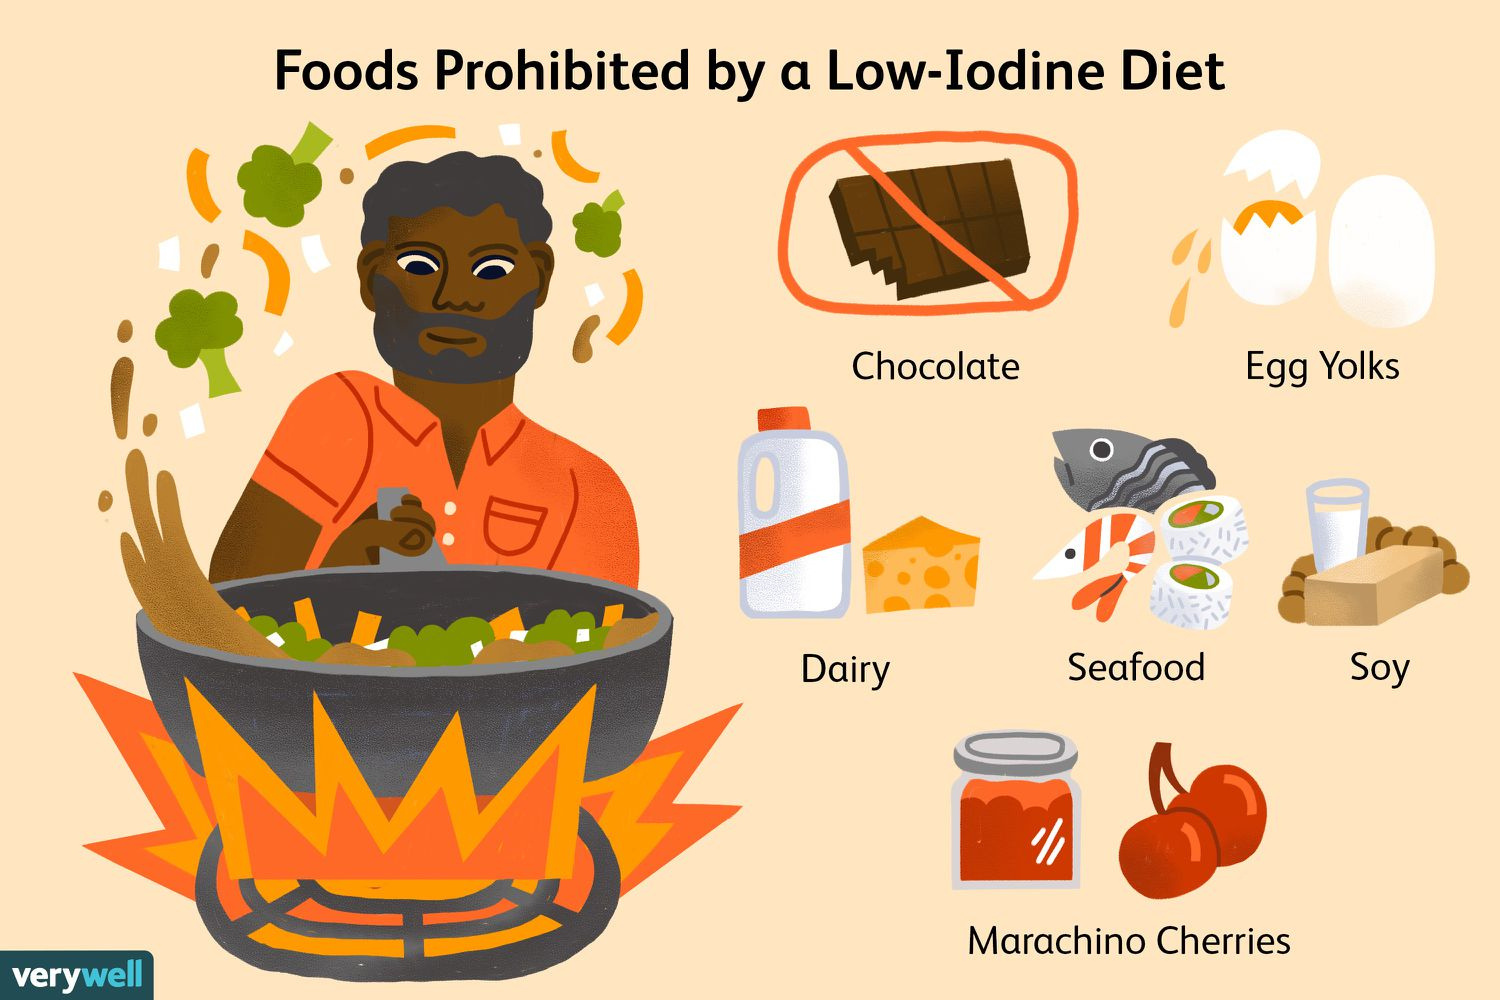 Foods Prohibited by a Low-Iodine Diet
Chocolate
Egg Yolks
Dairy
Seafood
Soy
Marachino Cherries
verywell